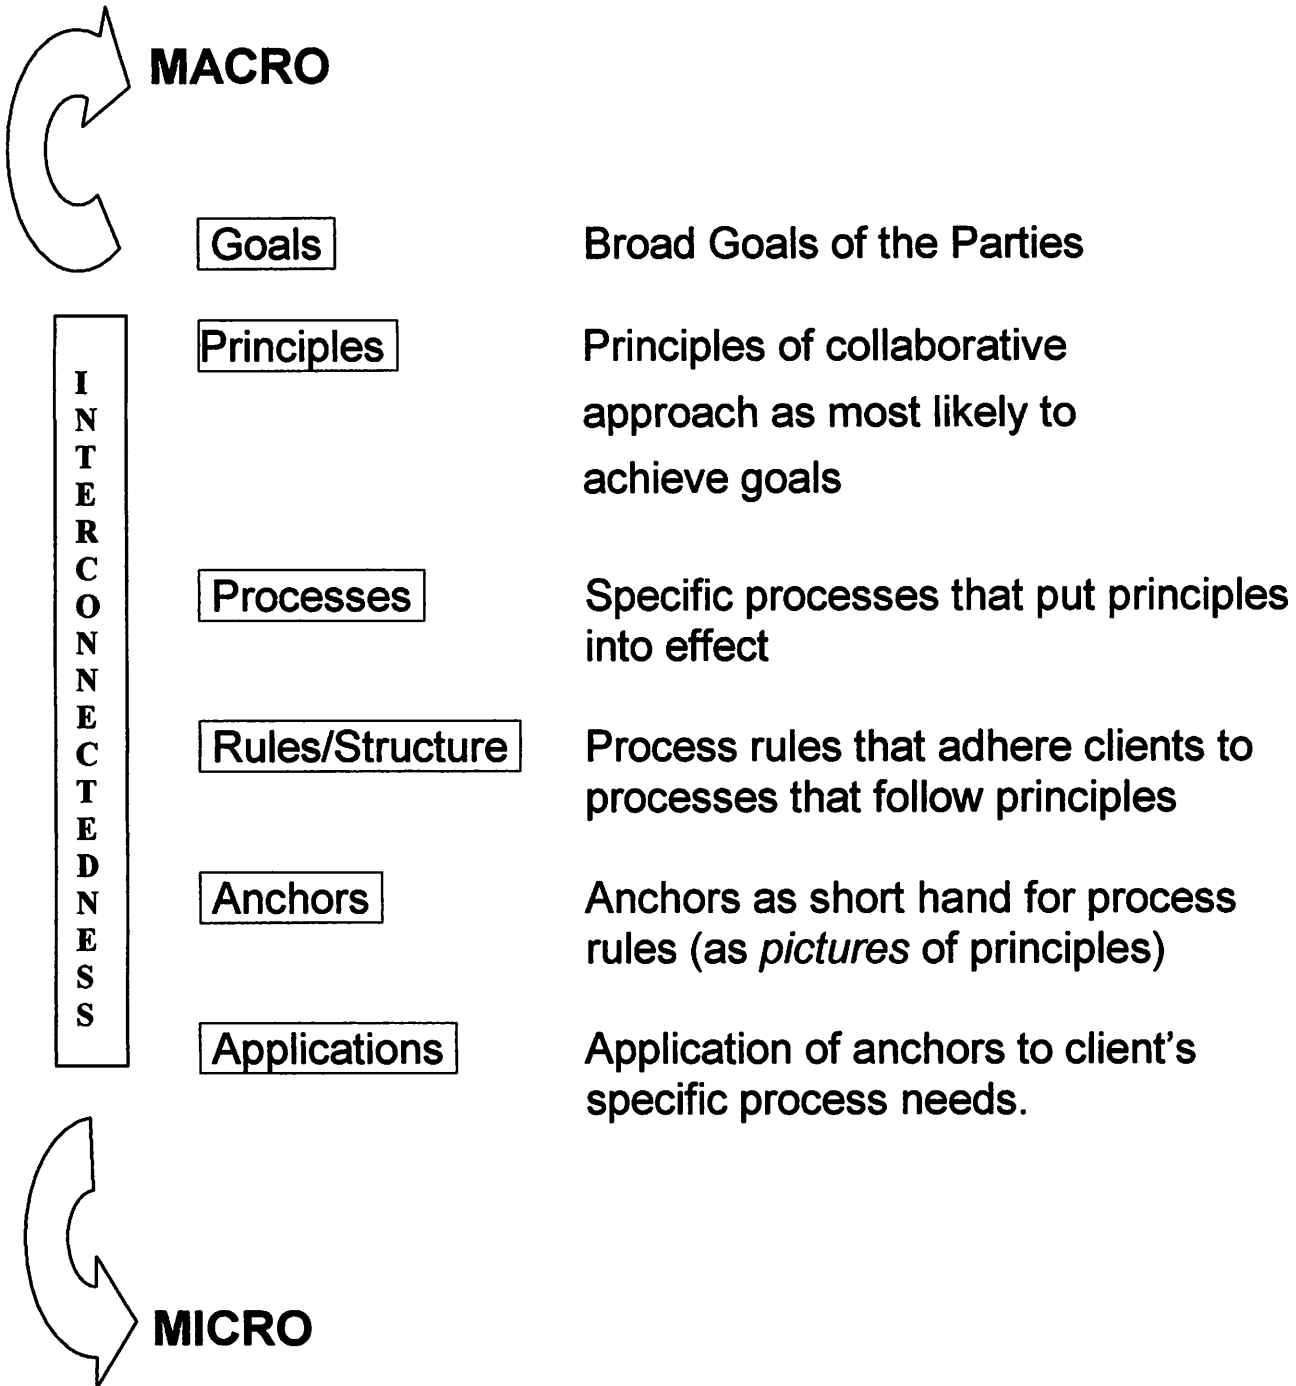 MACRO
Goals
Broad Goals of the Parties
Principles
Principles of collaborative
approach as most likely to
achieve goals
INTERCONNECTEDNESS
Processes
Specific processes that put principles
into effect
Rules/Structure
Process rules that adhere clients to
processes that follow principles
Anchors
Anchors as short hand for process
rules (as pictures of principles)
Applications
Application of anchors to client's
specific process needs.
MICRO